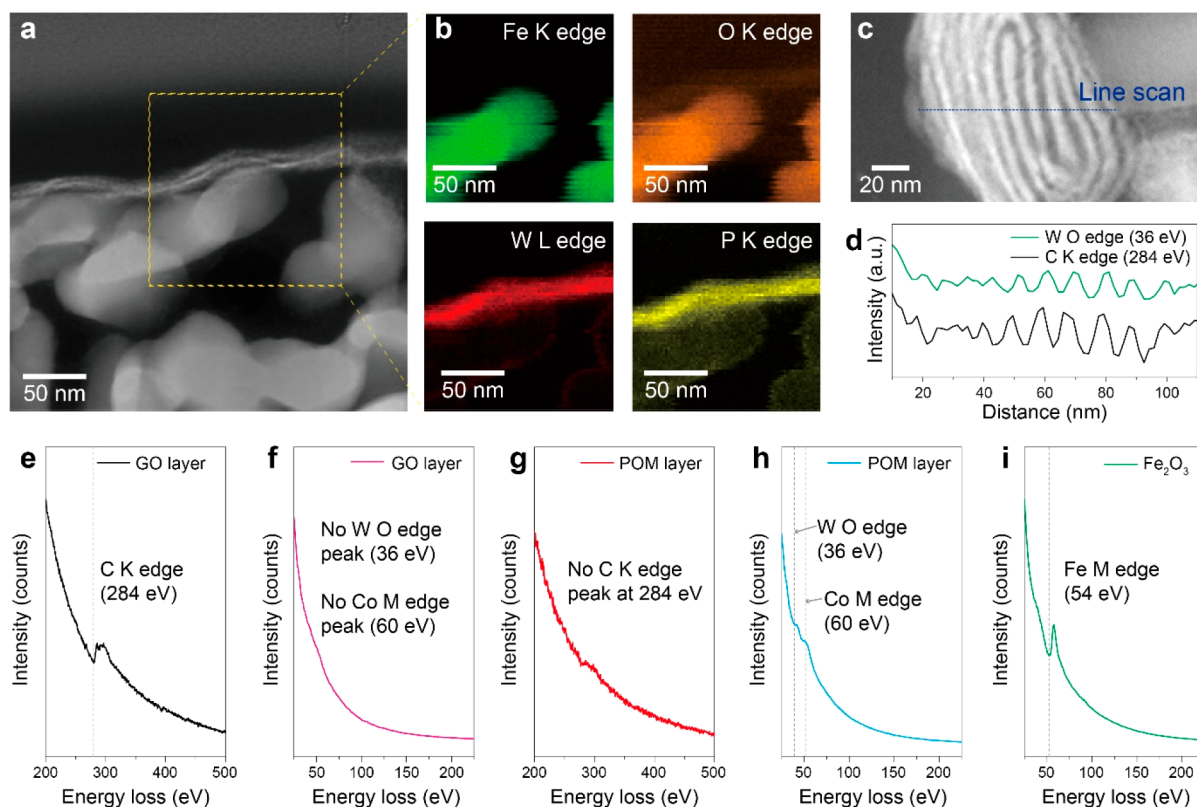 a
50 nm
b
Fe K edge
50 nm
O K edge
50 nm
W L edge
50 nm
P K edge
50 nm
c
Line scan
20 nm
d
W O edge (36 eV)
C K edge (284 eV)
Intensity (a.u.)
20 40 60 80 100
Distance (nm)
e
GO layer
C K edge
(284 eV)
Intensity (counts)
200 300 400 500
Energy loss (eV)
f
GO layer
No W O edge
peak (36 eV)
No Co M edge
peak (60 eV)
Intensity (counts)
50 100 150 200
Energy loss (eV)
g
POM layer
No C K edge
peak at 284 eV
Intensity (counts)
200 300 400 500
Energy loss (eV)
h
POM layer
W O edge
(36 eV)
Co M edge
(60 eV)
Intensity (counts)
50 100 150 200
Energy loss (eV)
i
Fe₂O₃
Fe M edge
(54 eV)
Intensity (counts)
50 100 150 200
Energy loss (eV)